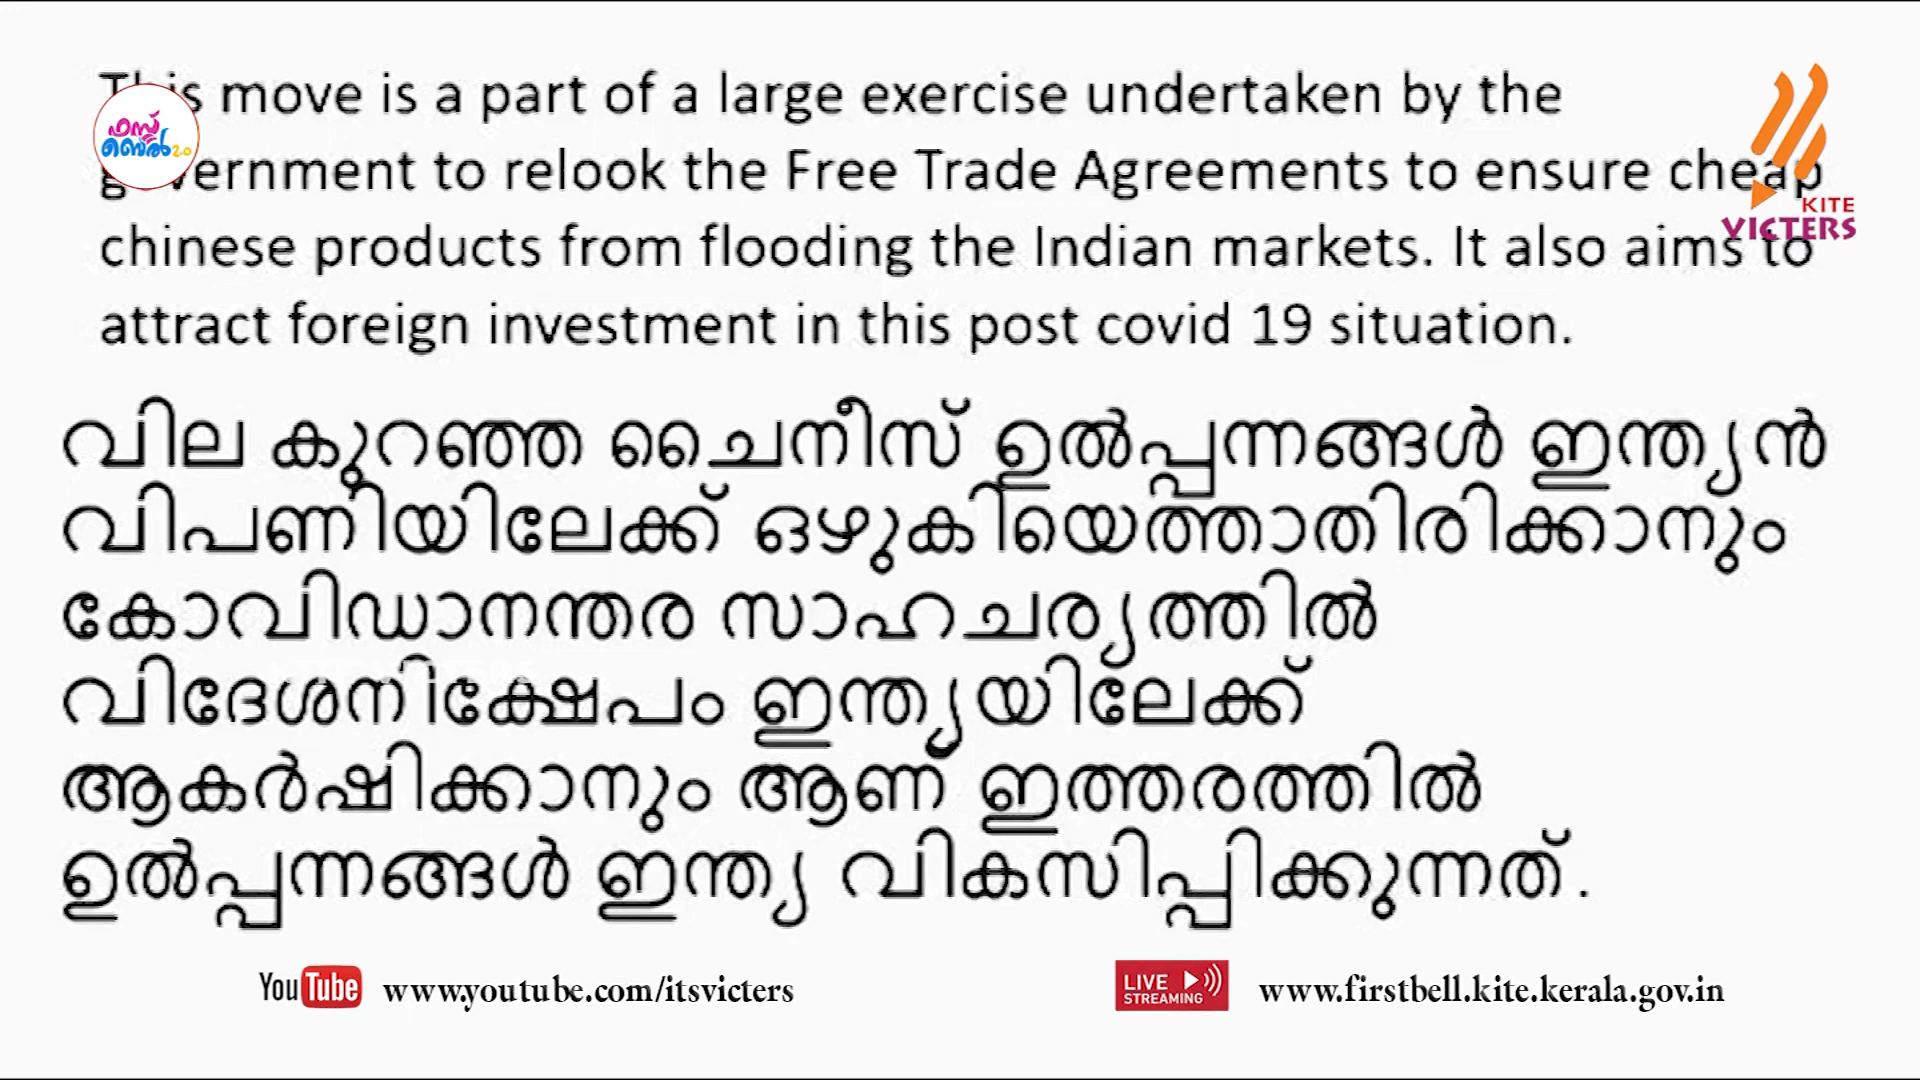 This move is a part of a large exercise undertaken by the
government to relook the Free Trade Agreements to ensure cheap
chinese products from flooding the Indian markets. It also aims to
attract foreign investment in this post covid 19 situation.
ഫസ്റ്റ്
ബെൽ 2.0
KITE
VICTERS
വില കുറഞ്ഞ ചൈനീസ് ഉൽപ്പന്നങ്ങൾ ഇന്ത്യൻ
വിപണിയിലേക്ക് ഒഴുകിയെത്താതിരിക്കാനും
കോവിഡാനന്തര സാഹചര്യത്തിൽ
വിദേശനിക്ഷേപം ഇന്ത്യയിലേക്ക്
ആകർഷിക്കാനും ആണ് ഇത്തരത്തിൽ
ഉൽപ്പന്നങ്ങൾ ഇന്ത്യ വികസിപ്പിക്കുന്നത്.
YouTube www.youtube.com/itsvicters
LIVE STREAMING www.firstbell.kite.kerala.gov.in